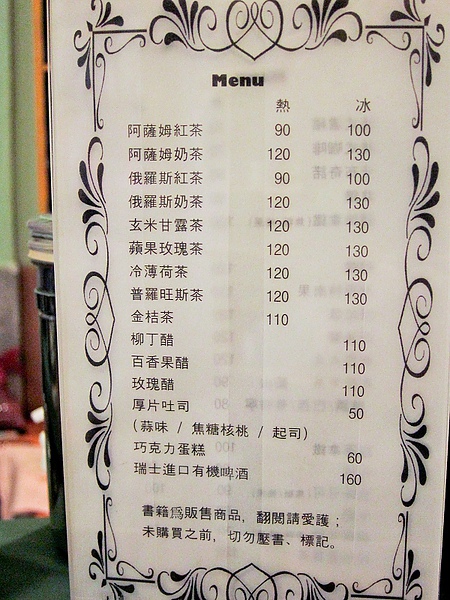 Menu
熱 冰
阿薩姆紅茶 90 100
阿薩姆奶茶 120 130
俄羅斯紅茶 90 100
俄羅斯奶茶 120 130
玄米甘露茶 120 130
蘋果玫瑰茶 120 130
冷薄荷茶 120 130
普羅旺斯茶 120 130
金桔茶 110
柳丁醋 110
百香果醋 110
玫瑰醋 110
厚片吐司 50
(蒜味 / 焦糖核桃 / 起司)
巧克力蛋糕 60
瑞士進口有機啤酒 160
書籍為販售商品, 翻閱請愛護;
未購買之前, 切勿壓書、標記。